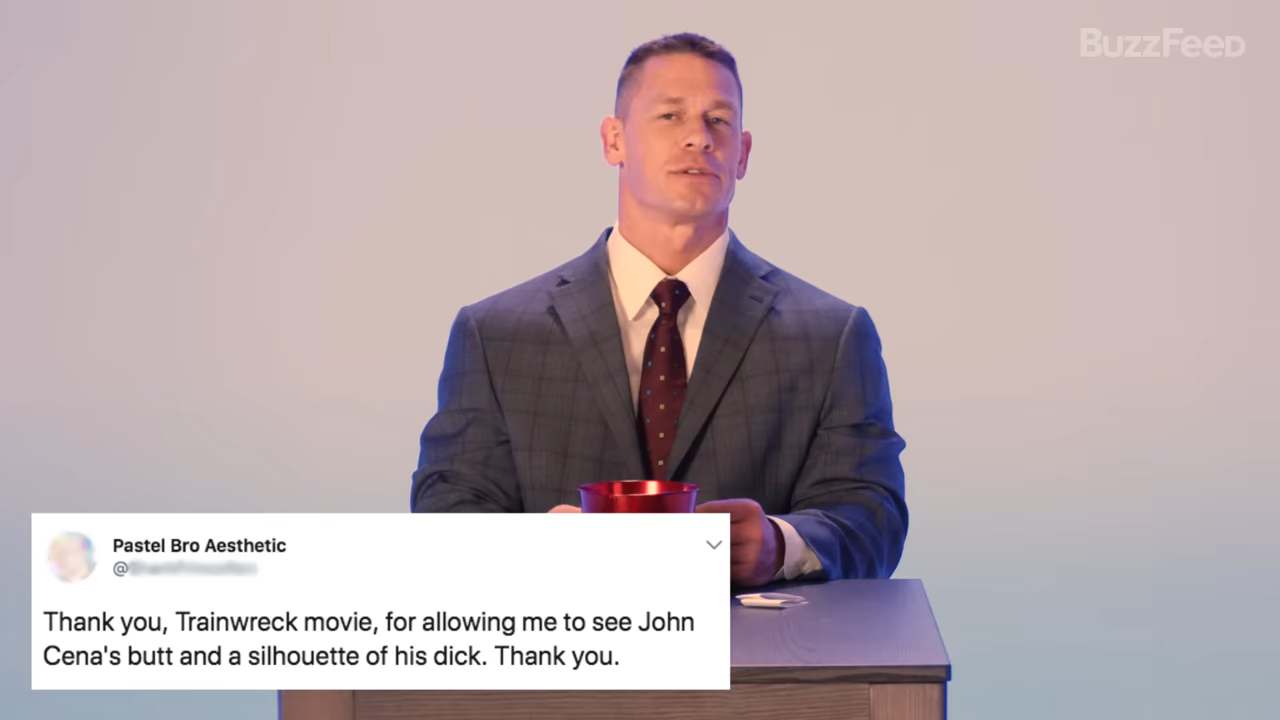 BuzzFeed
Pastel Bro Aesthetic
@
Thank you, Trainwreck movie, for allowing me to see John
Cena's butt and a silhouette of his dick. Thank you.